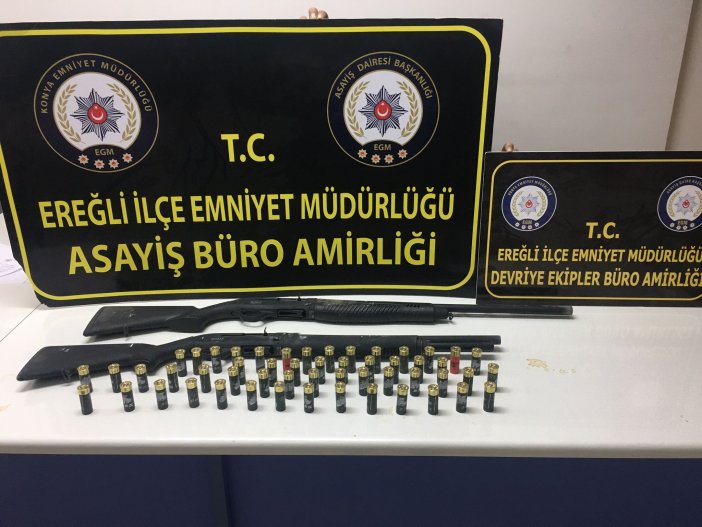 KONYA EMNİYET MÜDÜRLÜĞÜ
EGM
ASAYİŞ DAİRESİ BAŞKANLIĞI
EGM
T.C.
EREĞLİ İLÇE EMNİYET MÜDÜRLÜĞÜ
ASAYİŞ BÜRO AMİRLİĞİ
T.C.
EREĞLİ İLÇE EMNİYET MÜDÜRLÜĞÜ
DEVRİYE EKİPLER BÜRO AMİRLİĞİ